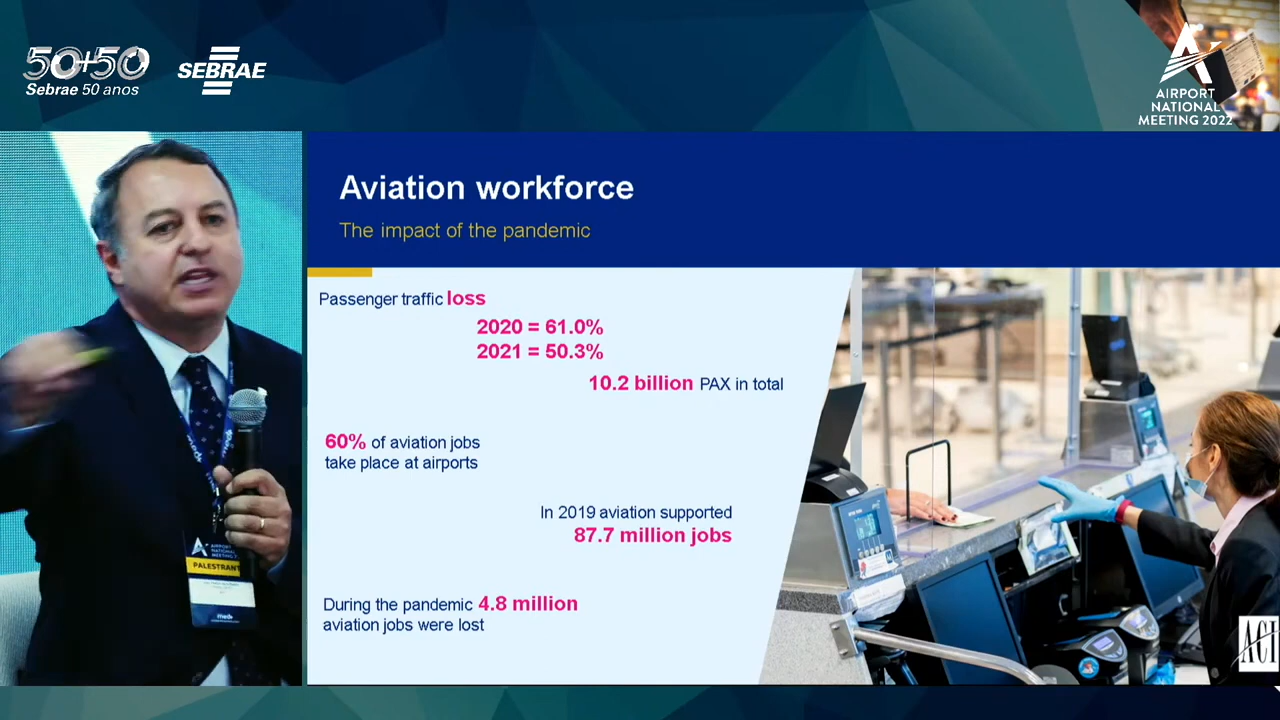 50+50
Sebrae 50 anos
SEBRAE
AIRPORT
NATIONAL
MEETING 2022
Aviation workforce
The impact of the pandemic
Passenger traffic loss
2020 = 61.0%
2021 = 50.3%
10.2 billion PAX in total
60% of aviation jobs
take place at airports
In 2019 aviation supported
87.7 million jobs
During the pandemic 4.8 million
aviation jobs were lost
AIRPORT
NATIONAL
PALESTRANT
ACI